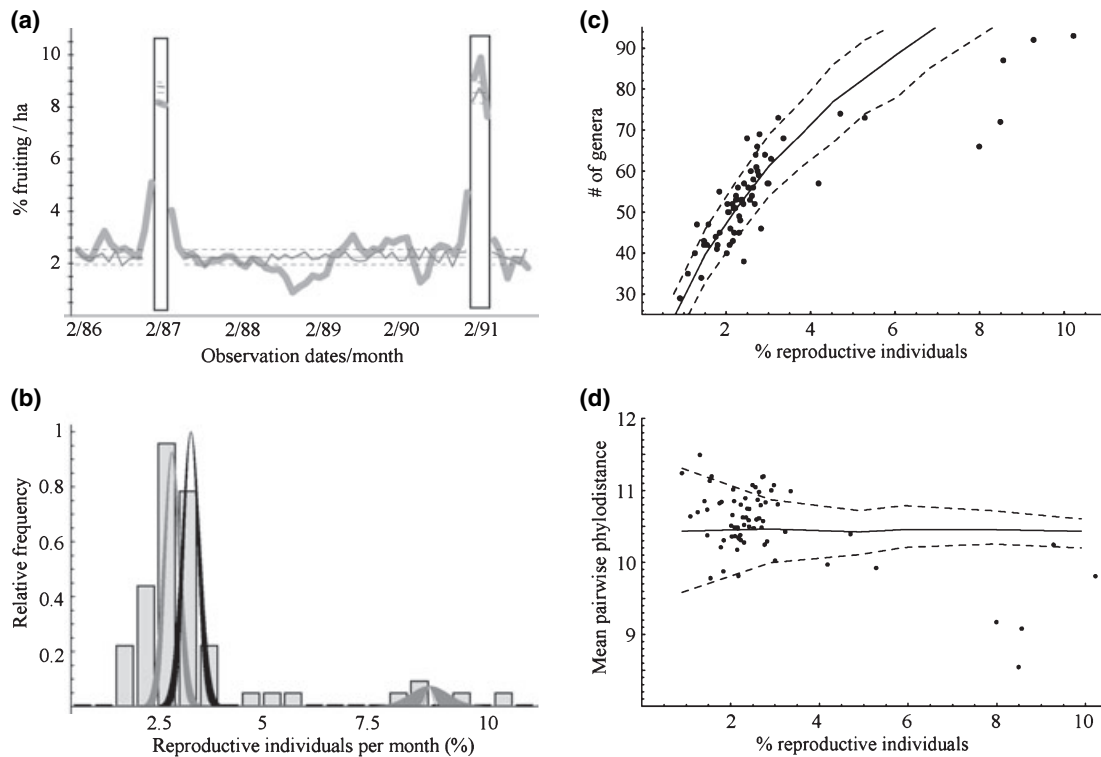 (a)
10
8
6
4
2
% fruiting / ha
2/86 2/87 2/88 2/89 2/90 2/91
Observation dates/month
(b)
1
0.8
0.6
0.4
0.2
Relative frequency
2.5 5 7.5 10
Reproductive individuals per month (%)
(c)
90
80
70
60
50
40
30
# of genera
2 4 6 8 10
% reproductive individuals
(d)
12
11
10
9
Mean pairwise phylodistance
2 4 6 8 10
% reproductive individuals